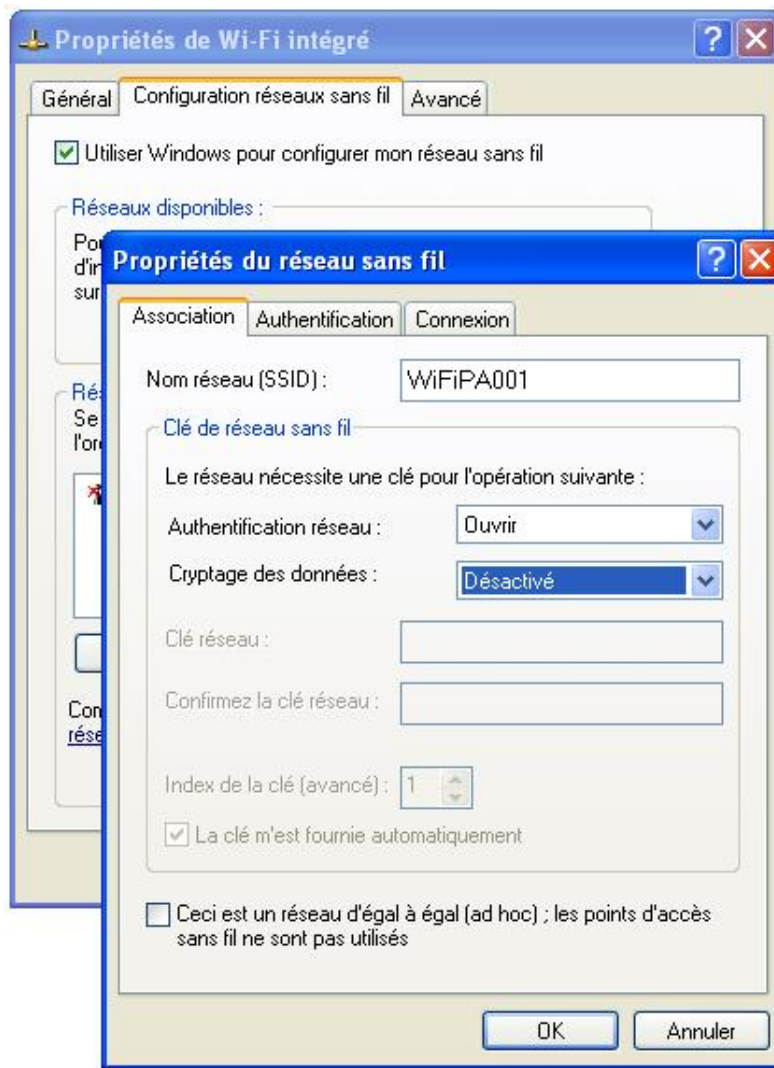 Propriétés de Wi-Fi intégré
Général Configuration réseaux sans fil Avancé
Utiliser Windows pour configurer mon réseau sans fil
Réseaux disponibles :
Propriétés du réseau sans fil
Association Authentification Connexion
Nom réseau (SSID) : WiFiPA001
Clé de réseau sans fil
Le réseau nécessite une clé pour l'opération suivante :
Authentification réseau : Ouvrir
Cryptage des données : Désactivé
Clé réseau :
Confirmez la clé réseau :
Index de la clé (avancé) : 1
La clé m'est fournie automatiquement
Ceci est un réseau d'égal à égal (ad hoc) ; les points d'accès
sans fil ne sont pas utilisés
OK Annuler